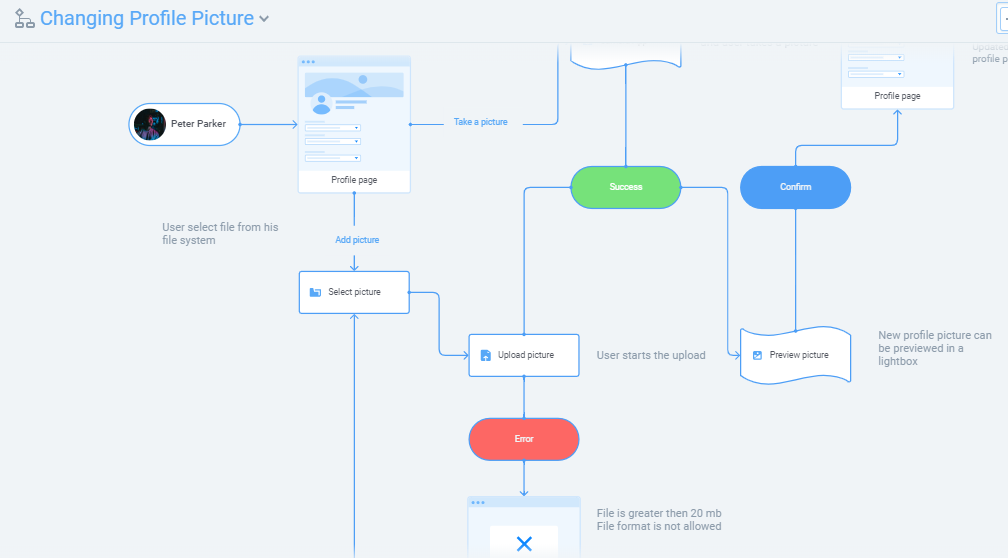 Changing Profile Picture
Updated
profile p
Profile page
Peter Parker
Take a picture
Profile page
Success
Confirm
User select file from his
file system
Add picture
Select picture
Upload picture
User starts the upload
Preview picture
New profile picture can
be previewed in a
lightbox
Error
File is greater then 20 mb
File format is not allowed